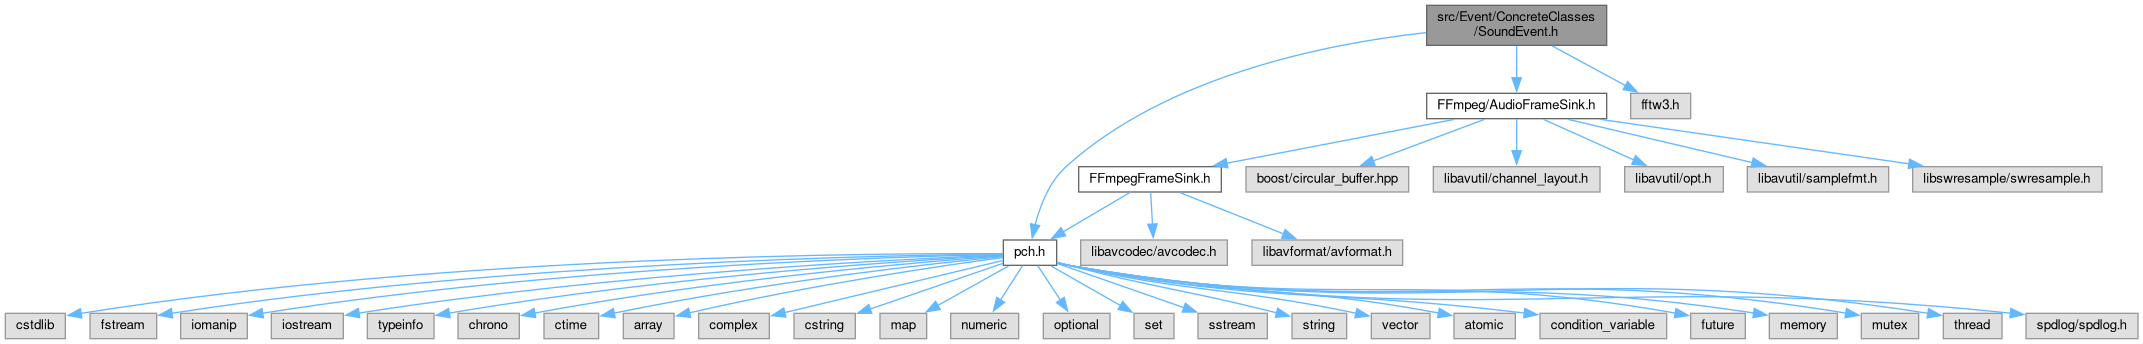 src/Event/ConcreteClasses
/SoundEvent.h
FFmpeg/AudioFrameSink.h
fftw3.h
FFmpegFrameSink.h
boost/circular_buffer.hpp
libavutil/channel_layout.h
libavutil/opt.h
libavutil/samplefmt.h
libswresample/swresample.h
pch.h
libavcodec/avcodec.h
libavformat/avformat.h
cstdlib
fstream
iomanip
iostream
typeinfo
chrono
ctime
array
complex
cstring
map
numeric
optional
set
sstream
string
vector
atomic
condition_variable
future
memory
mutex
thread
spdlog/spdlog.h